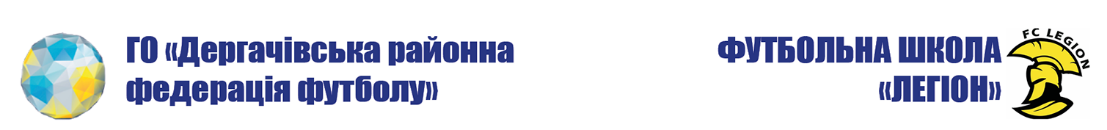 ГО «Дергачівська районна
федерація футболу»
ФУТБОЛЬНА ШКОЛА
«ЛЕГІОН»
FC LEGION